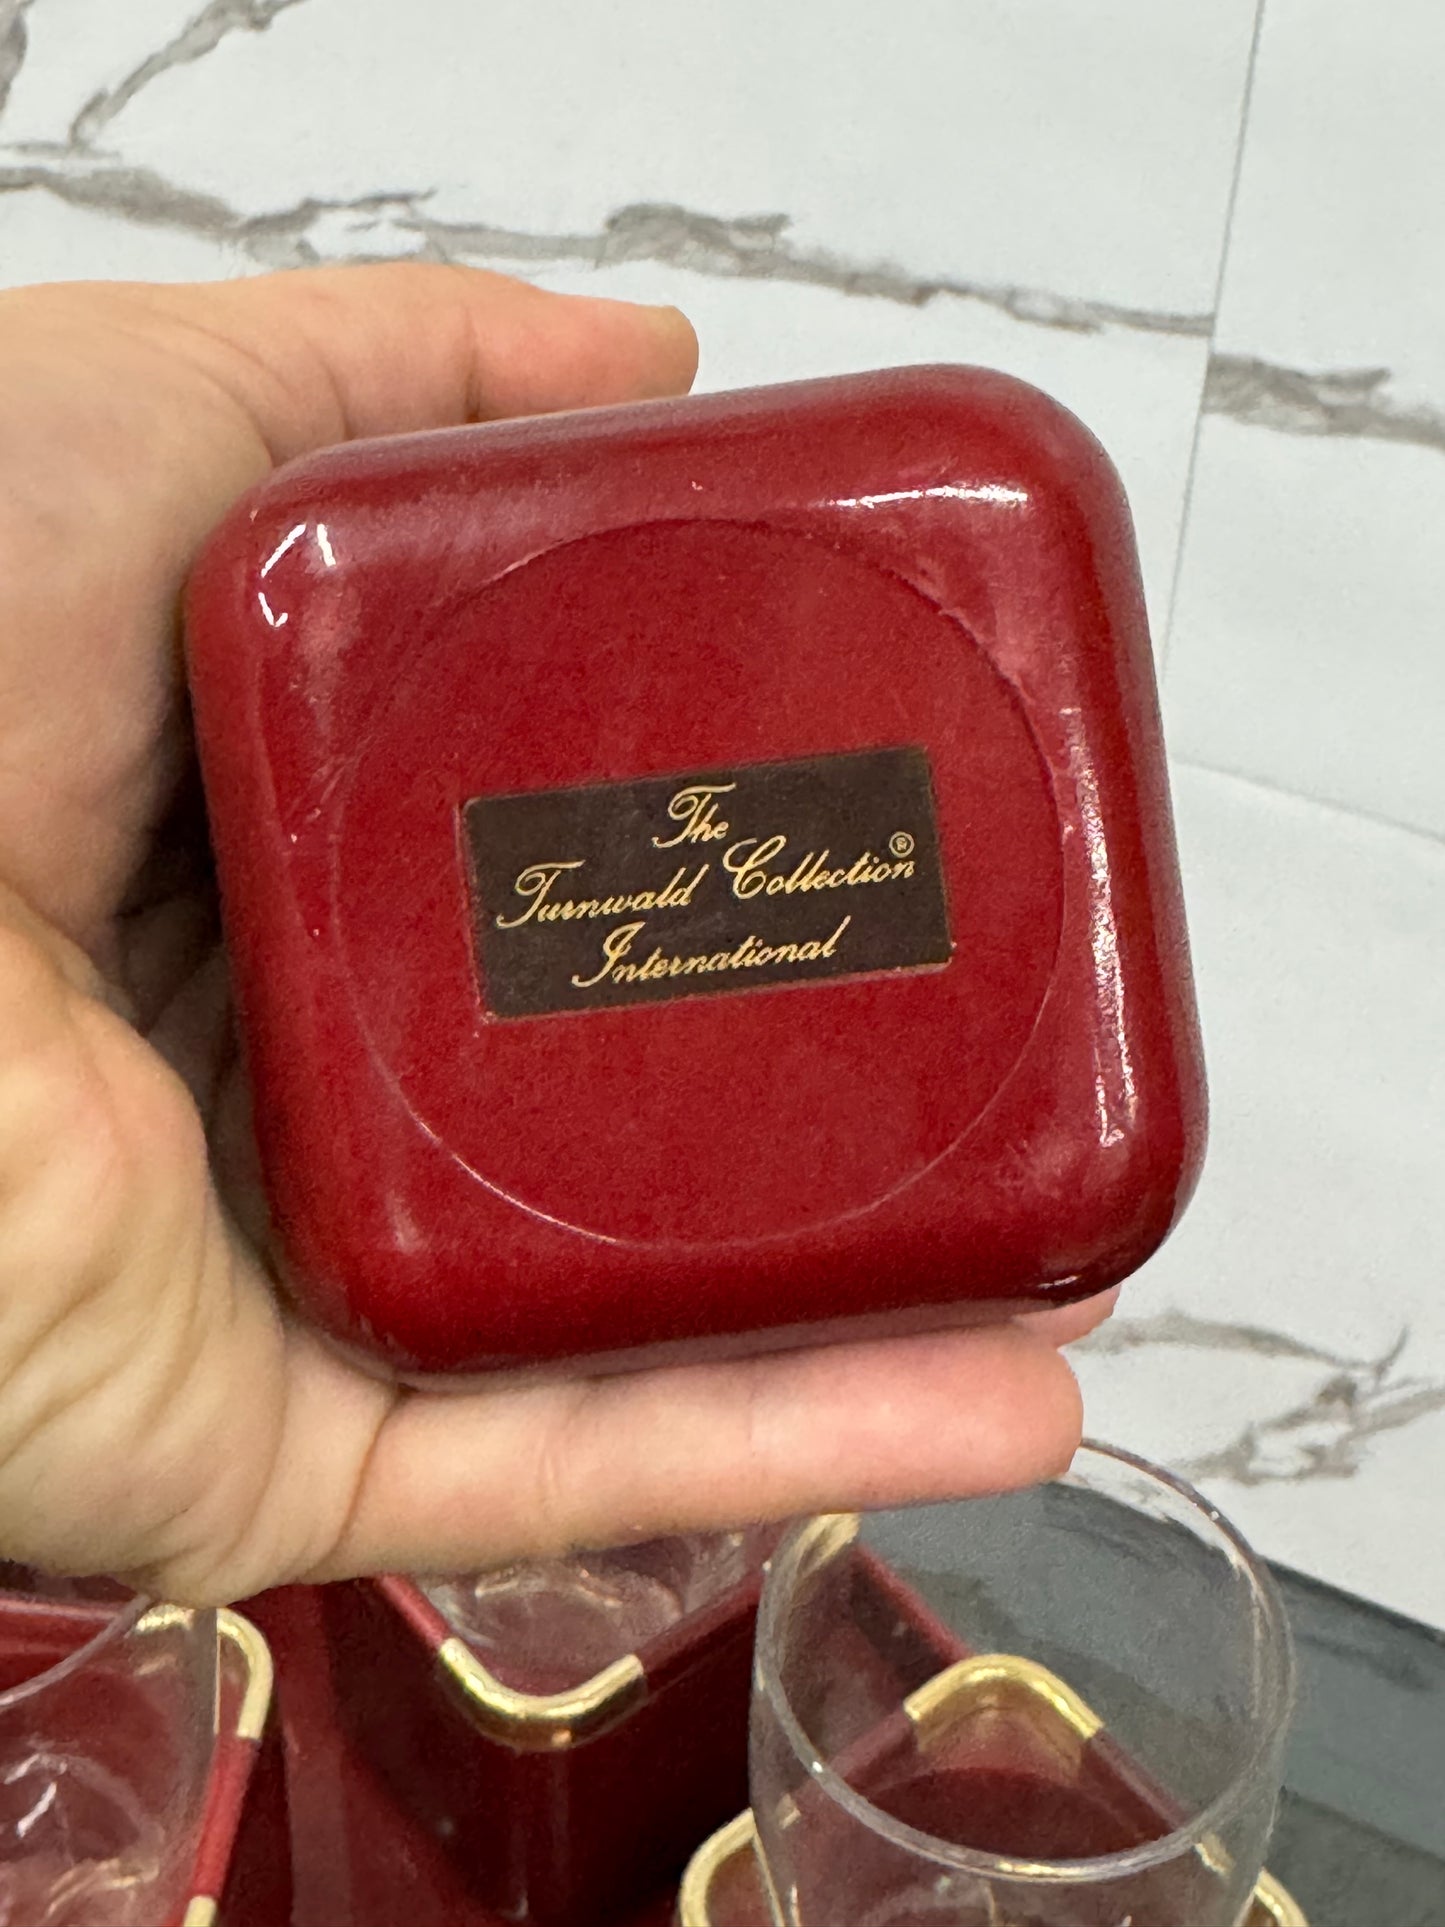 The
Turnwald Collection®
International